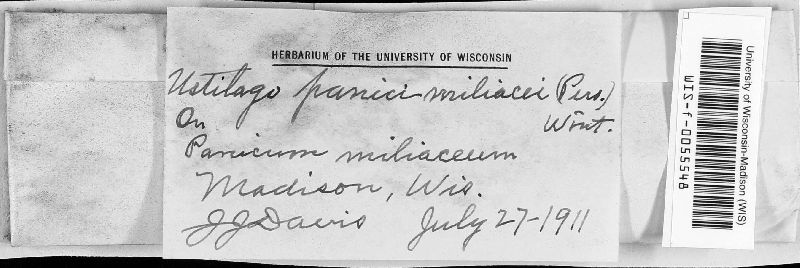 HERBARIUM OF THE UNIVERSITY OF WISCONSIN
Ustilago panici-miliacei (Pers.)
Wint.
On
Panicum miliaceum
Madison, Wis.
JJDavis July 27-1911
University of Wisconsin-Madison (WIS)
WIS-f-0055548